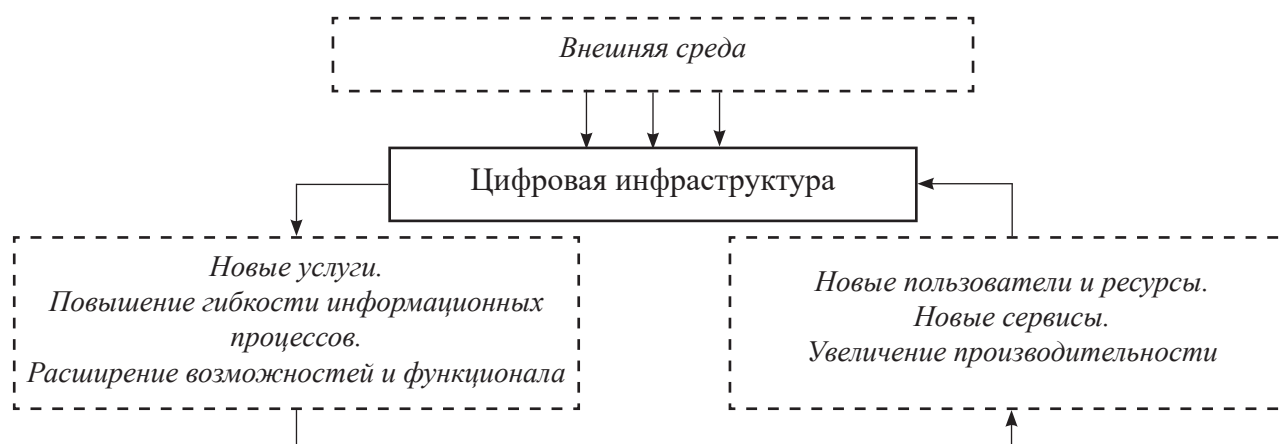 Внешняя среда
Цифровая инфраструктура
Новые услуги.
Повышение гибкости информационных
процессов.
Расширение возможностей и функционала
Новые пользователи и ресурсы.
Новые сервисы.
Увеличение производительности